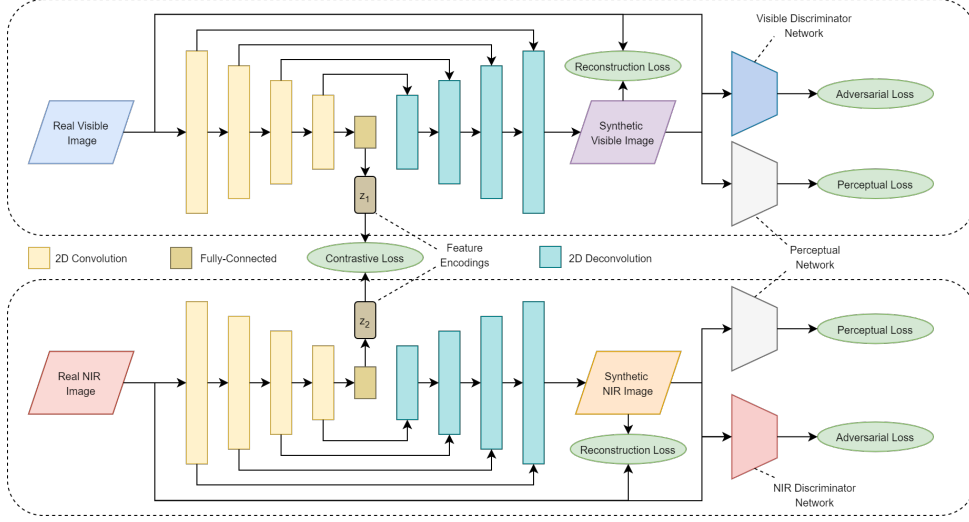 Visible Discriminator
Network
Reconstruction Loss
Adversarial Loss
Real Visible
Image
Synthetic
Visible Image
Perceptual Loss
z1
2D Convolution
Fully-Connected
Contrastive Loss
Feature
Encodings
2D Deconvolution
Perceptual
Network
z2
Perceptual Loss
Real NIR
Image
Synthetic
NIR Image
Reconstruction Loss
Adversarial Loss
NIR Discriminator
Network